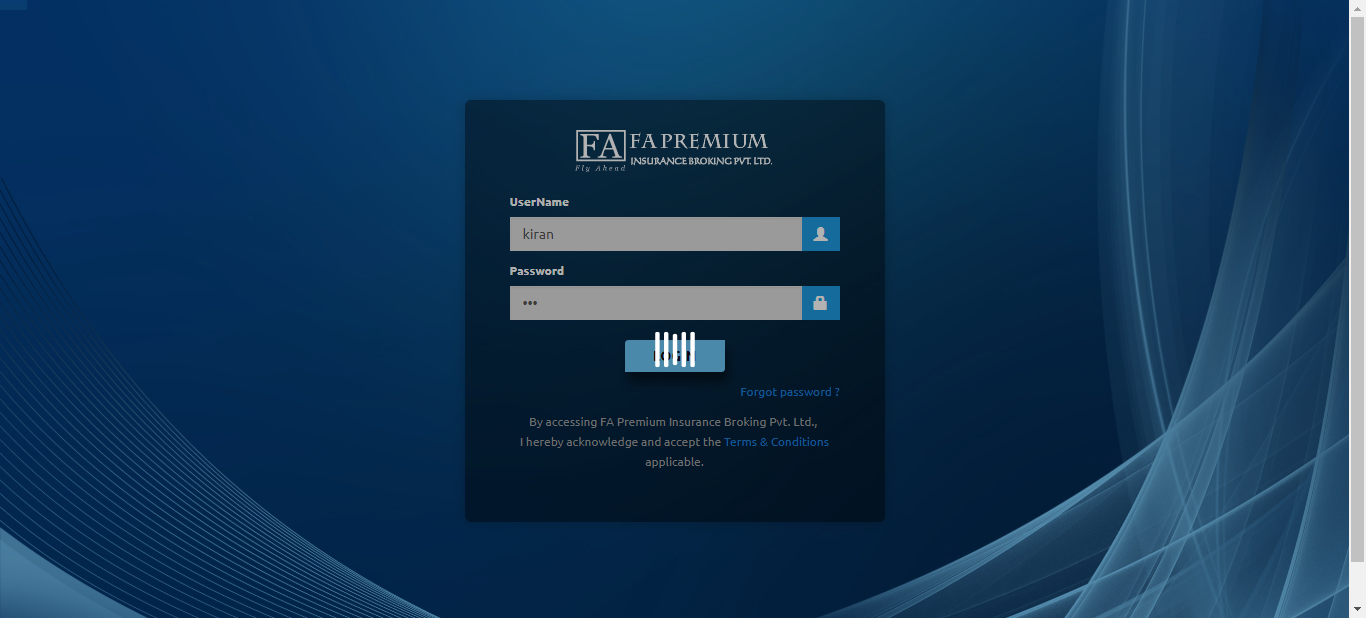 FA FA PREMIUM
INSURANCE BROKING PVT. LTD.
Fly Ahead
UserName
kiran
Password
•••
LOGIN
Forgot password ?
By accessing FA Premium Insurance Broking Pvt. Ltd.,
I hereby acknowledge and accept the Terms & Conditions
applicable.